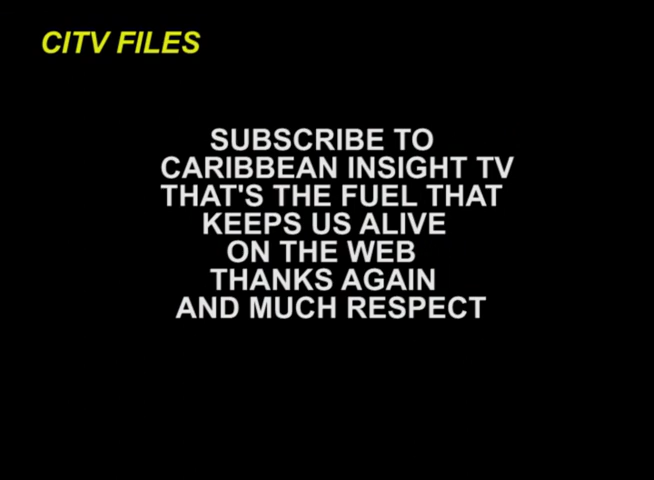 CITV FILES
SUBSCRIBE TO
CARIBBEAN INSIGHT TV
THAT'S THE FUEL THAT
KEEPS US ALIVE
ON THE WEB
THANKS AGAIN
AND MUCH RESPECT